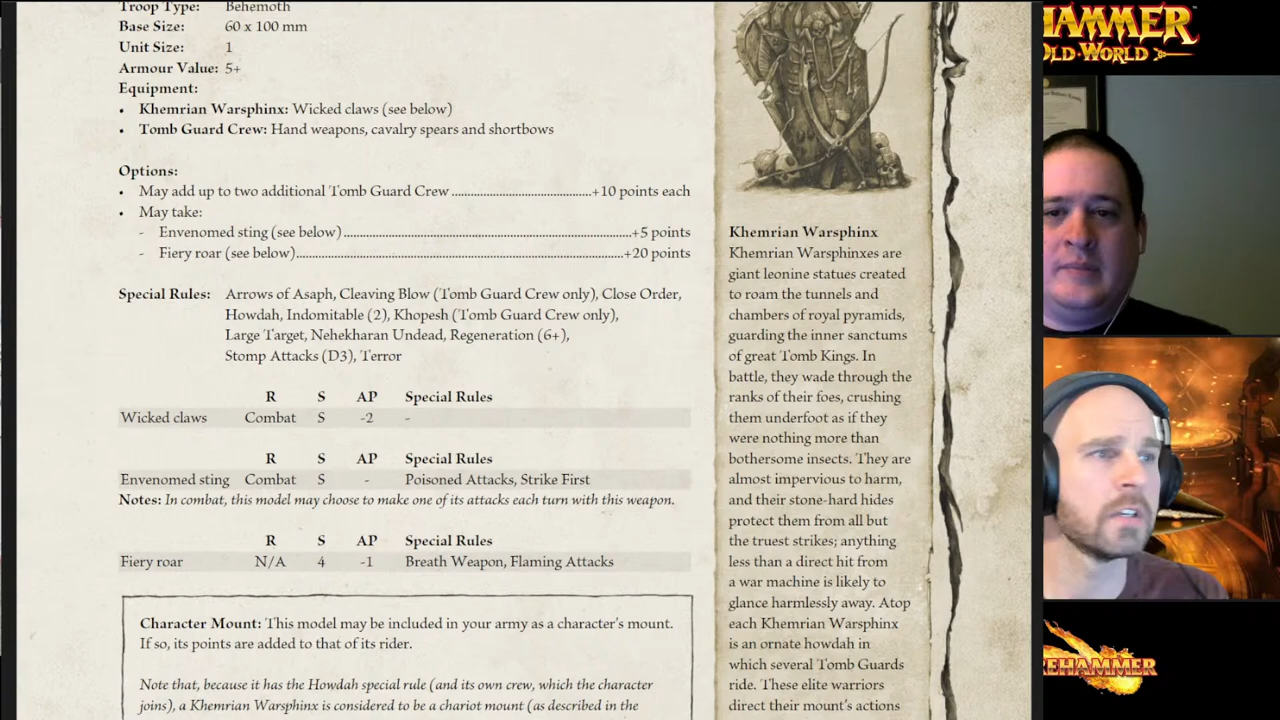 Troop Type: Behemoth
Base Size: 60 x 100 mm
Unit Size: 1
Armour Value: 5+
Equipment:
• Khemrian Warsphinx: Wicked claws (see below)
• Tomb Guard Crew: Hand weapons, cavalry spears and shortbows
Options:
• May add up to two additional Tomb Guard Crew ........................................................+10 points each
• May take:
- Envenomed sting (see below)..............................................................................+5 points
- Fiery roar (see below)..........................................................................................+20 points
Special Rules: Arrows of Asaph, Cleaving Blow (Tomb Guard Crew only), Close Order,
Howdah, Indomitable (2), Khopesh (Tomb Guard Crew only),
Large Target, Nehekharan Undead, Regeneration (6+),
Stomp Attacks (D3), Terror
R S AP Special Rules
Wicked claws Combat S -2 -
R S AP Special Rules
Envenomed sting Combat S - Poisoned Attacks, Strike First
Notes: In combat, this model may choose to make one of its attacks each turn with this weapon.
R S AP Special Rules
Fiery roar N/A 4 -1 Breath Weapon, Flaming Attacks
Character Mount: This model may be included in your army as a character's mount.
If so, its points are added to that of its rider.
Note that, because it has the Howdah special rule (and its own crew, which the character
joins), a Khemrian Warsphinx is considered to be a chariot mount (as described in the
Khemrian Warsphinx
Khemrian Warsphinxes are
giant leonine statues created
to roam the tunnels and
chambers of royal pyramids,
guarding the inner sanctums
of great Tomb Kings. In
battle, they wade through the
ranks of their foes, crushing
them underfoot as if they
were nothing more than
bothersome insects. They are
almost impervious to harm,
and their stone-hard hides
protect them from all but
the truest strikes; anything
less than a direct hit from
a war machine is likely to
glance harmlessly away. Atop
each Khemrian Warsphinx
is an ornate howdah in
which several Tomb Guards
ride. These elite warriors
direct their mount's actions
HAMMER
OLD·WORLD
REHAMMER